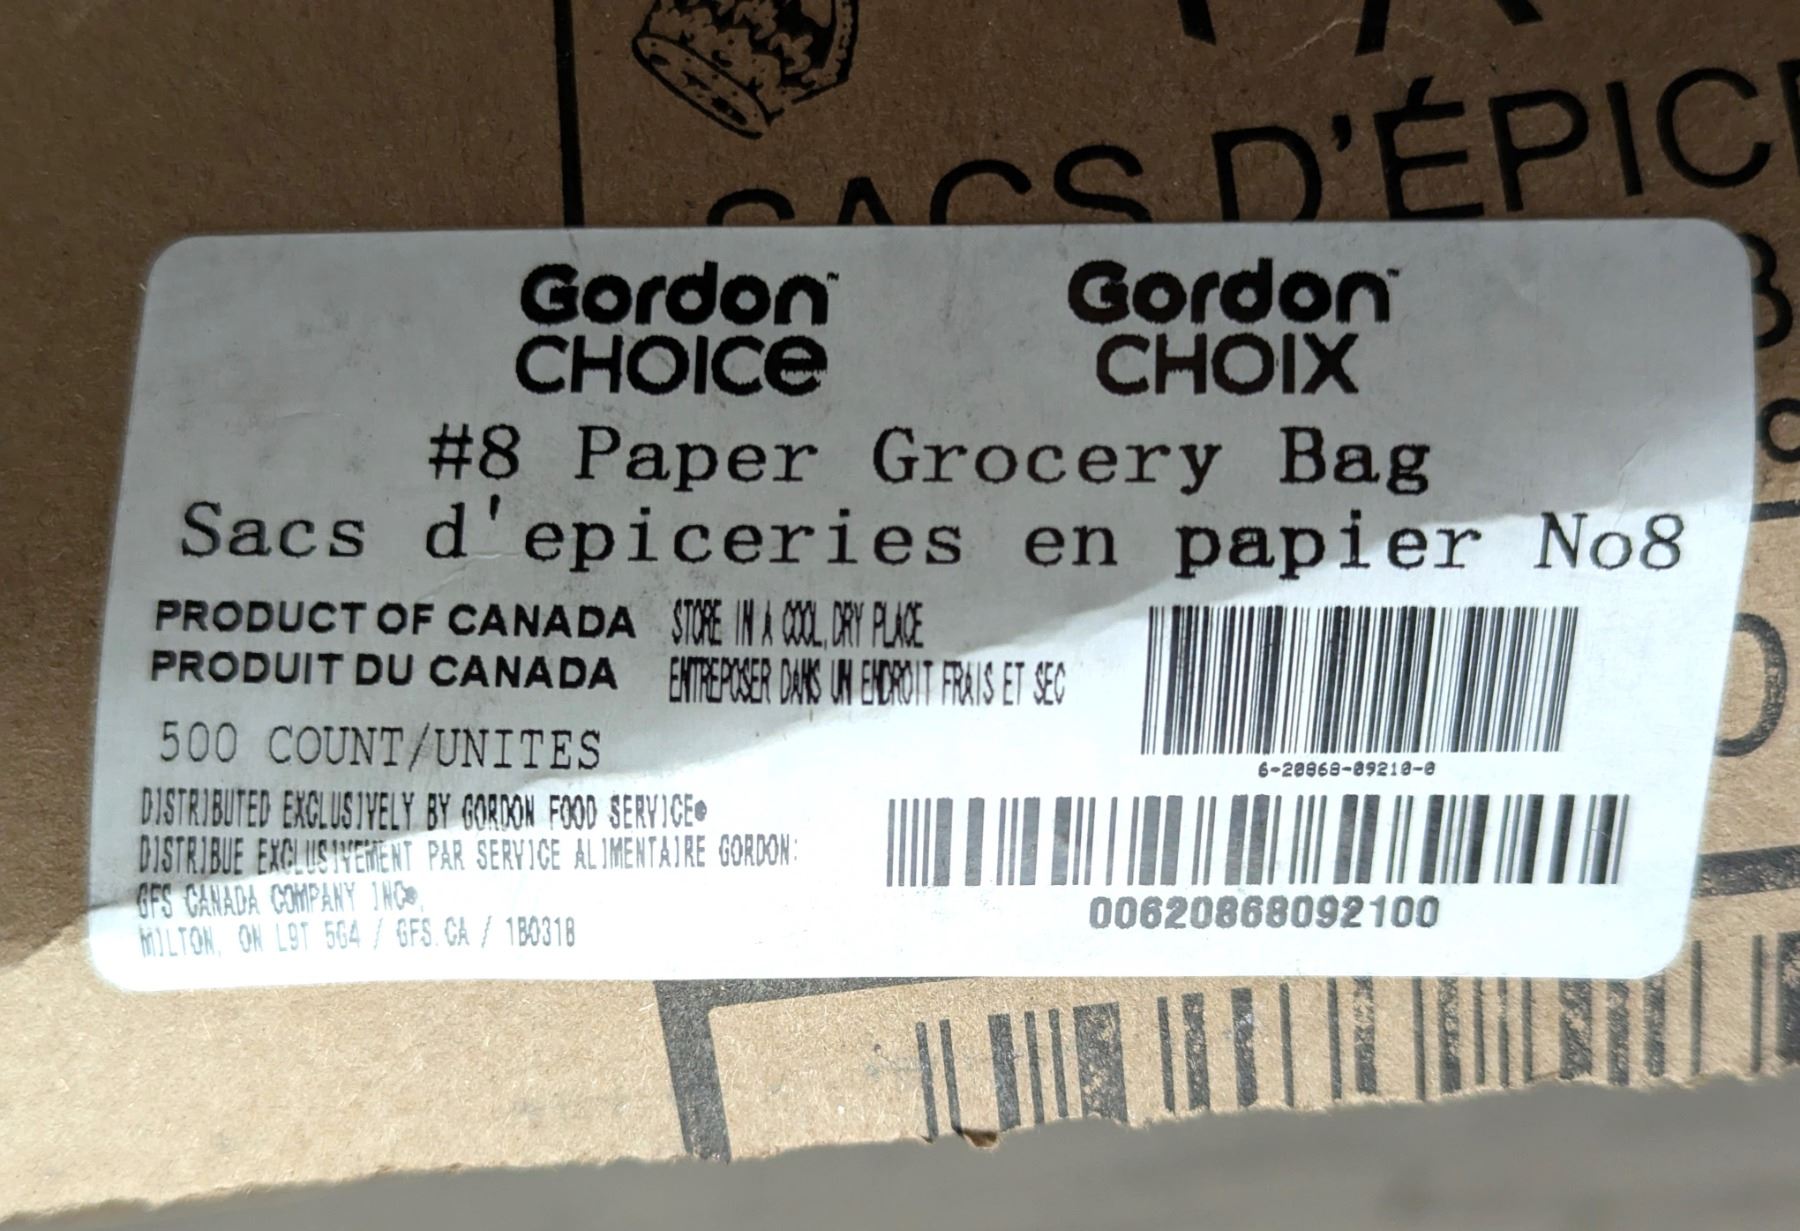 SACS D'ÉPIC
Gordon™ Gordon™
CHOICe CHOIX
#8 Paper Grocery Bag
Sacs d'epiceries en papier No8
PRODUCT OF CANADA STORE IN A COOL, DRY PLACE
PRODUIT DU CANADA ENTREPOSER DANS UN ENDROIT FRAIS ET SEC
500 COUNT/UNITES
6-20868-09210-0
DISTRIBUTED EXCLUSIVELY BY GORDON FOOD SERVICE®
DISTRIBUE EXCLUSIVEMENT PAR SERVICE ALIMENTAIRE GORDON:
GFS CANADA COMPANY INC®,
MILTON, ON L9T 5G4 / GFS.CA / 1B0318
00620868092100